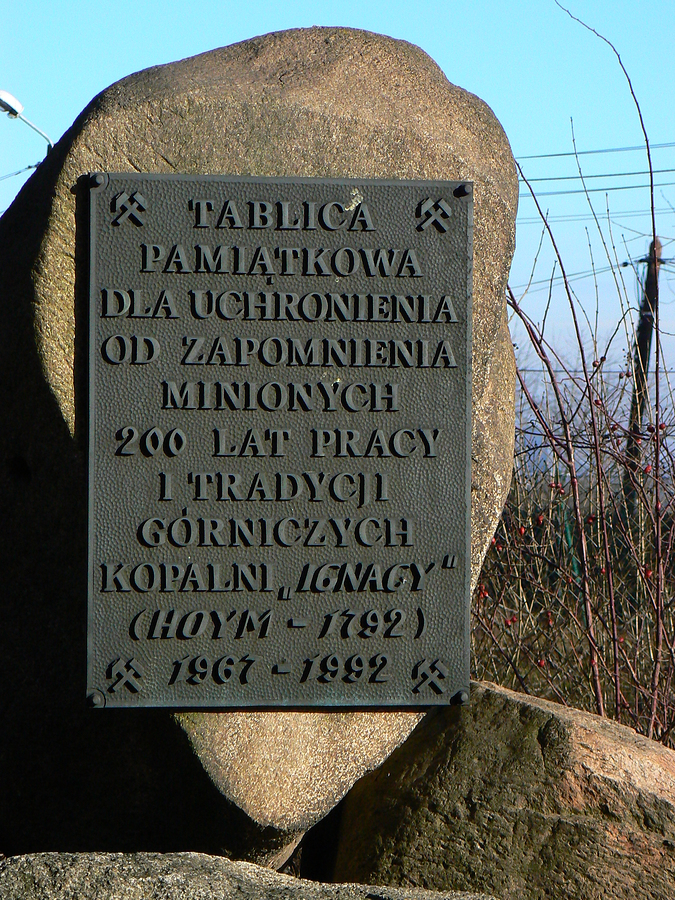 TABLICA
PAMIĄTKOWA
DLA UCHRONIENIA
OD ZAPOMNIENIA
MINIONYCH
200 LAT PRACY
I TRADYCJI
GÓRNICZYCH
KOPALNI „IGNACY“
(HOYM - 1792)
1967 - 1992